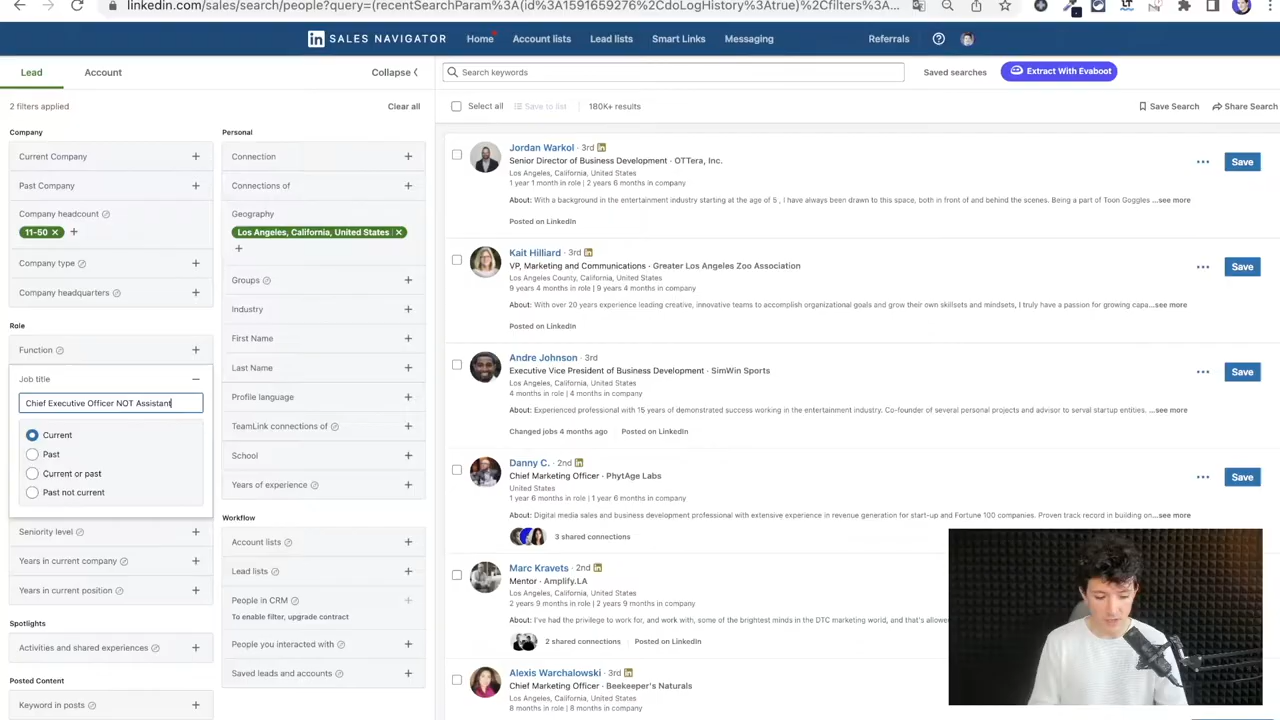 linkedin.com/sales/search/people?query=(recentSearchParam%3A(id%3A1591659276%2CdoLogHistory%3Atrue)%2Cfilters%3A...
in SALES NAVIGATOR
Home
Account lists
Lead lists
Smart Links
Messaging
Referrals
Lead
Account
Collapse
Search keywords
Saved searches
Extract With Evaboot
2 filters applied
Clear all
Select all
Save to list
180K+ results
Save Search
Share Search
Company
Current Company
Past Company
Company headcount
11-50
Company type
Company headquarters
Role
Function
Job title
Chief Executive Officer NOT Assistant
Current
Past
Current or past
Past not current
Seniority level
Years in current company
Years in current position
Spotlights
Activities and shared experiences
Posted Content
Keyword in posts
Personal
Connection
Connections of
Geography
Los Angeles, California, United States
Groups
Industry
First Name
Last Name
Profile language
TeamLink connections of
School
Years of experience
Workflow
Account lists
Lead lists
People in CRM
To enable filter, upgrade contract
People you interacted with
Saved leads and accounts
Jordan Warkol · 3rd
Senior Director of Business Development · OTTera, Inc.
Los Angeles, California, United States
1 year 1 month in role | 2 years 6 months in company
About: With a background in the entertainment industry starting at the age of 5 , I have always been drawn to this space, both in front of and behind the scenes. Being a part of Toon Goggles ...see more
Posted on LinkedIn
Save
Kait Hilliard · 3rd
VP, Marketing and Communications · Greater Los Angeles Zoo Association
Los Angeles County, California, United States
9 years 4 months in role | 9 years 4 months in company
About: With over 20 years experience leading creative, innovative teams to accomplish organizational goals and grow their own skillsets and mindsets, I truly have a passion for growing capa...see more
Posted on LinkedIn
Save
Andre Johnson · 3rd
Executive Vice President of Business Development · SimWin Sports
Los Angeles, California, United States
4 months in role | 4 months in company
About: Experienced professional with 15 years of demonstrated success working in the entertainment industry. Co-founder of several personal projects and advisor to serval startup entities. ...see more
Changed jobs 4 months ago
Posted on LinkedIn
Save
Danny C. · 2nd
Chief Marketing Officer · PhytAge Labs
United States
1 year 6 months in role | 1 year 6 months in company
About: Digital media sales and business development professional with extensive experience in revenue generation for start-up and Fortune 100 companies. Proven track record in building on...see more
3 shared connections
Save
Marc Kravets · 2nd
Mentor · Amplify.LA
Los Angeles, California, United States
2 years 9 months in role | 2 years 9 months in company
About: I've had the privilege to work for, and work with, some of the brightest minds in the DTC marketing world, and that's allowe
2 shared connections
Posted on LinkedIn
Alexis Warchalowski · 3rd
Chief Marketing Officer · Beekeeper's Naturals
Los Angeles, California, United States
8 months in role | 8 months in company